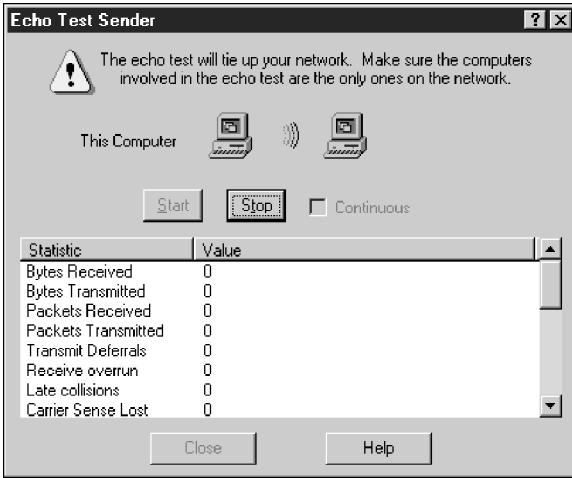 Echo Test Sender
The echo test will tie up your network. Make sure the computers
involved in the echo test are the only ones on the network.
This Computer
Start Stop Continuous
Statistic Value
Bytes Received 0
Bytes Transmitted 0
Packets Received 0
Packets Transmitted 0
Transmit Deferrals 0
Receive overrun 0
Late collisions 0
Carrier Sense Lost 0
Close Help